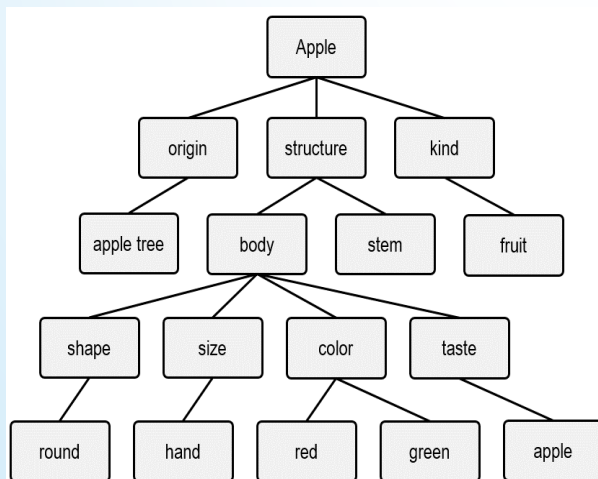 Apple
origin
structure
kind
apple tree
body
stem
fruit
shape
size
color
taste
round
hand
red
green
apple